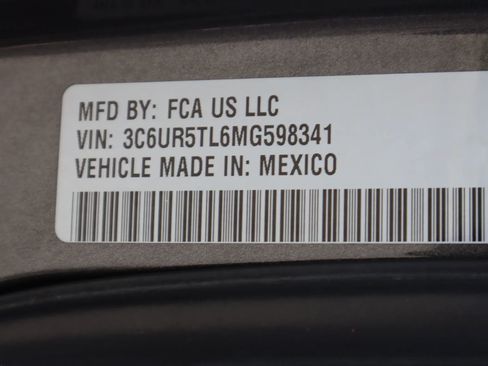 MFD BY: FCA US LLC
VIN: 3C6UR5TL6MG598341
VEHICLE MADE IN: MEXICO